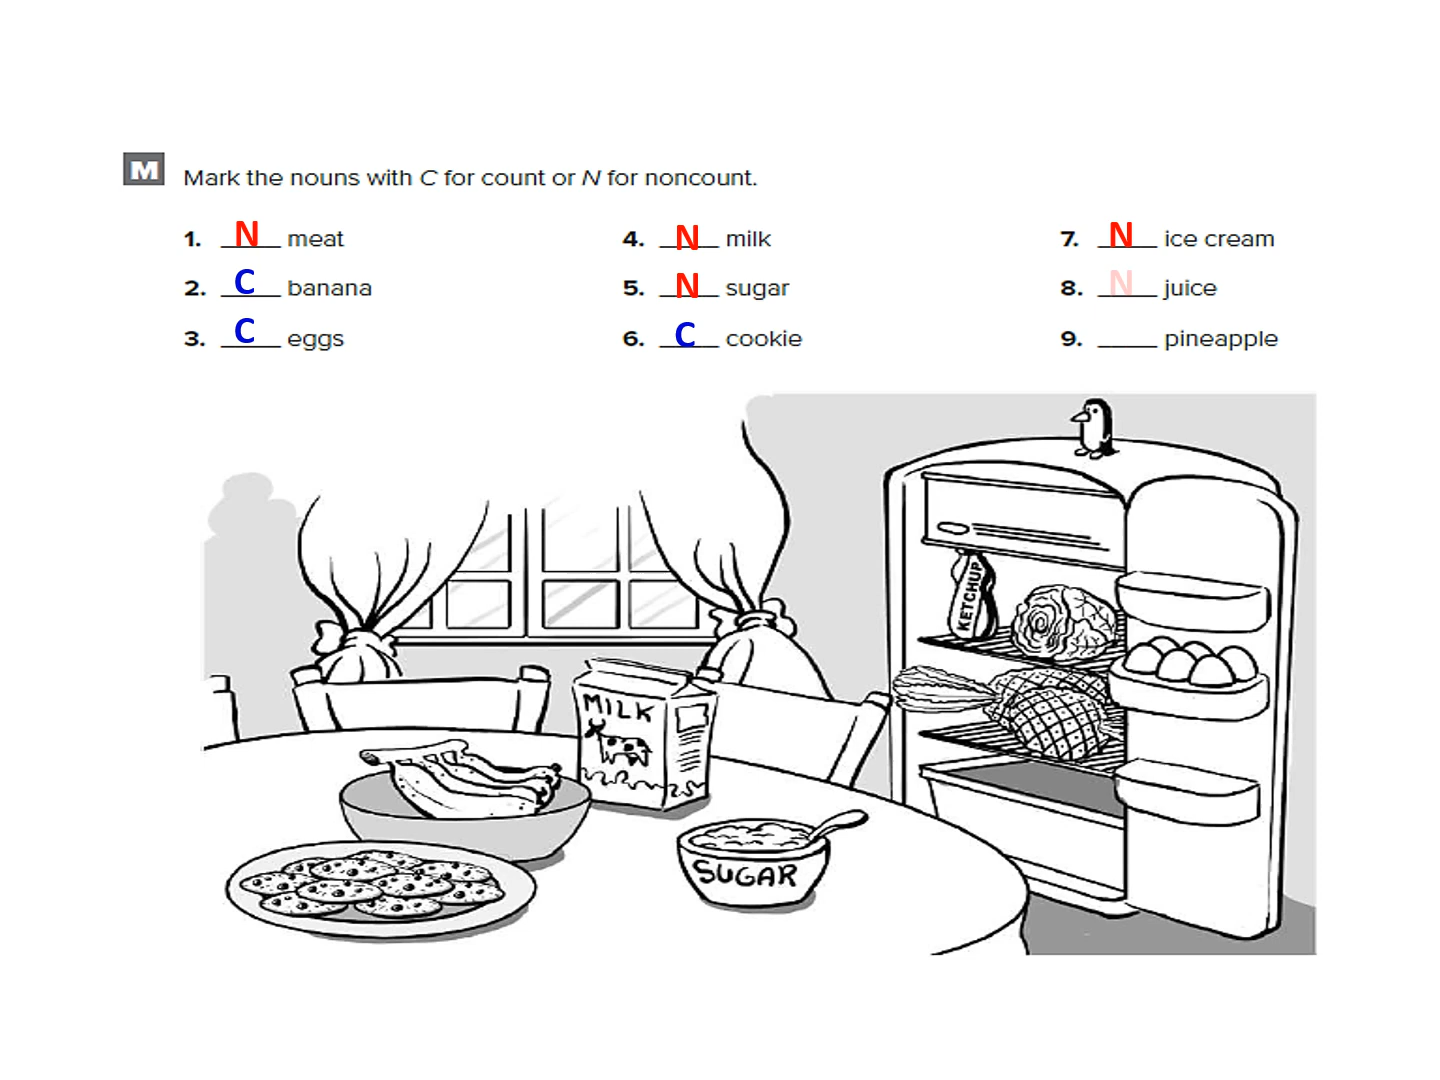 M Mark the nouns with C for count or N for noncount.
1. N meat
2. C banana
3. C eggs
4. N milk
5. N sugar
6. C cookie
7. N ice cream
8. N juice
9. ____ pineapple
KETCHUP
MILK
SUGAR